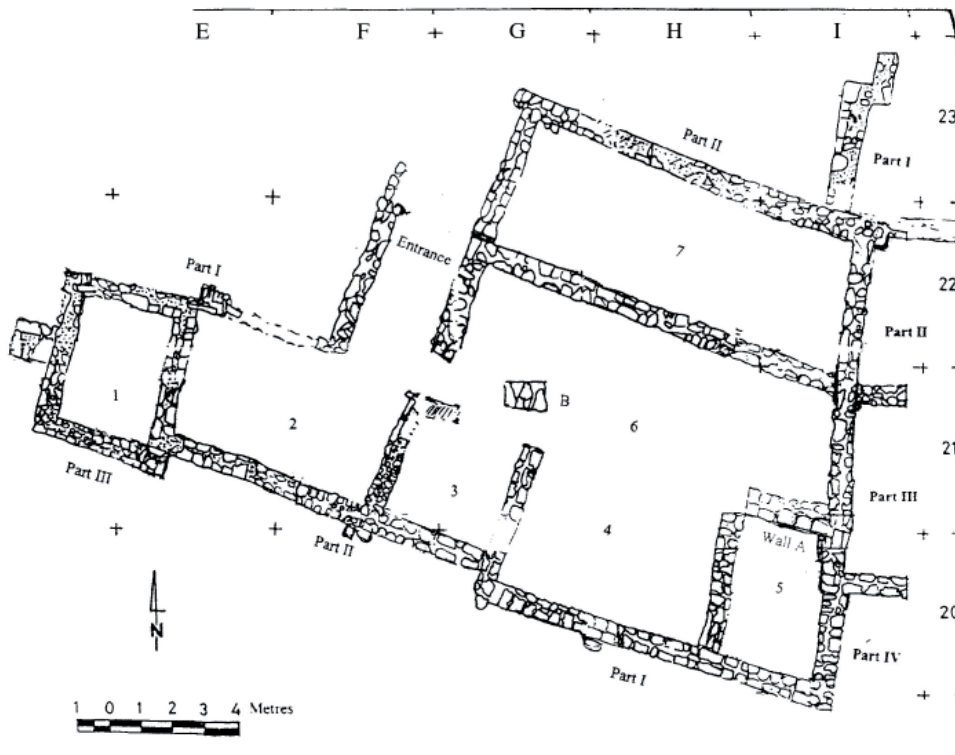 E F G H I
23
Part II
Part I
Entrance
7
Part I
22
Part II
1
2
B
6
21
Part III
3
Part III
4
Wall A
Part II
5
20
N
Part IV
Part I
1 0 1 2 3 4 Metres